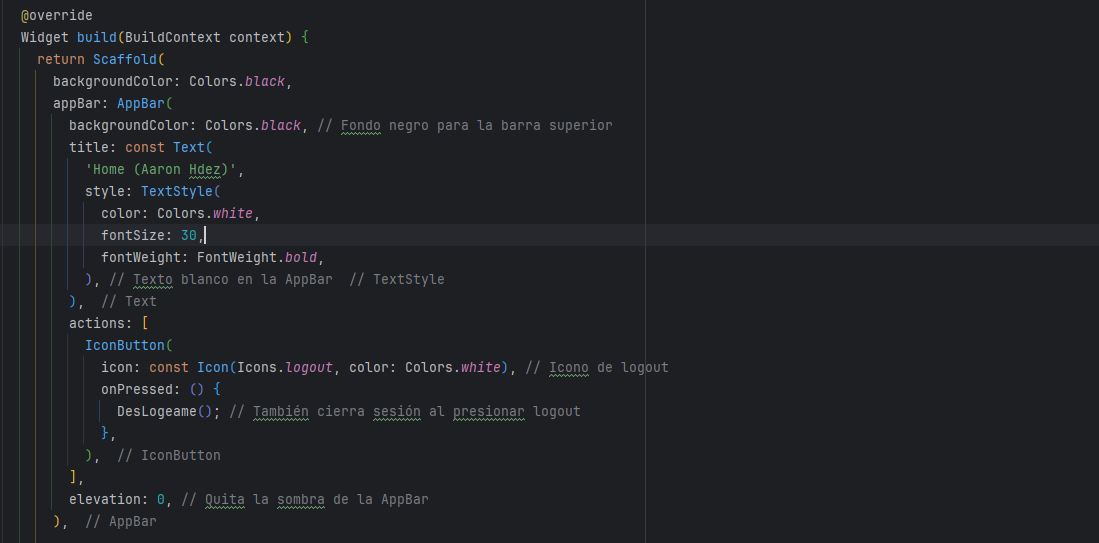 @override
Widget build(BuildContext context) {
return Scaffold(
backgroundColor: Colors.black,
appBar: AppBar(
backgroundColor: Colors.black, // Fondo negro para la barra superior
title: const Text(
'Home (Aaron Hdez)',
style: TextStyle(
color: Colors.white,
fontSize: 30,
fontWeight: FontWeight.bold,
), // Texto blanco en la AppBar // TextStyle
), // Text
actions: [
IconButton(
icon: const Icon(Icons.logout, color: Colors.white), // Icono de logout
onPressed: () {
DesLogeame(); // También cierra sesión al presionar logout
},
), // IconButton
],
elevation: 0, // Quita la sombra de la AppBar
), // AppBar